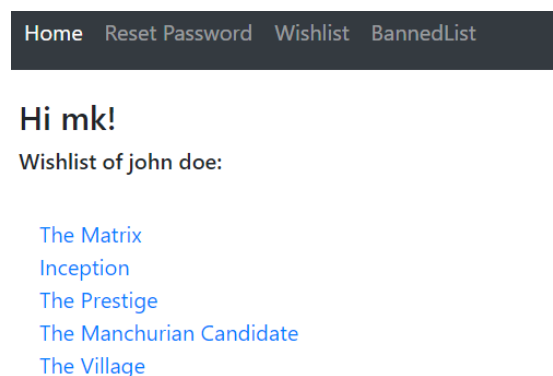 Home Reset Password Wishlist BannedList
Hi mk!
Wishlist of john doe:
The Matrix
Inception
The Prestige
The Manchurian Candidate
The Village